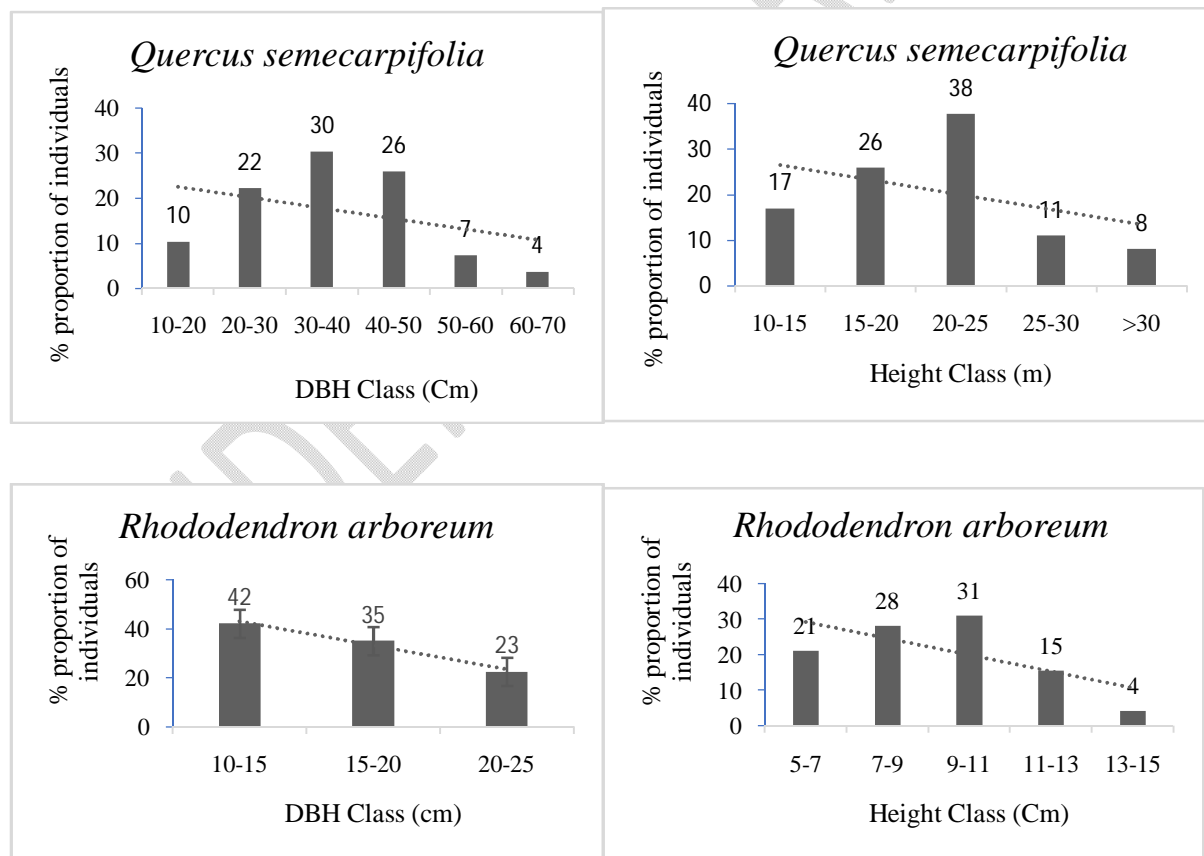 Quercus semecarpifolia
% proportion of individuals
40
30
20
10
0
10
22
30
26
7
4
10-20 20-30 30-40 40-50 50-60 60-70
DBH Class (Cm)
Quercus semecarpifolia
% proportion of individuals
40
30
20
10
0
17
26
38
11
8
10-15 15-20 20-25 25-30 >30
Height Class (m)
Rhododendron arboreum
% proportion of
individuals
60
40
20
0
42
35
23
10-15 15-20 20-25
DBH Class (cm)
Rhododendron arboreum
% proportion of
individuals
40
30
20
10
0
21
28
31
15
4
5-7 7-9 9-11 11-13 13-15
Height Class (Cm)